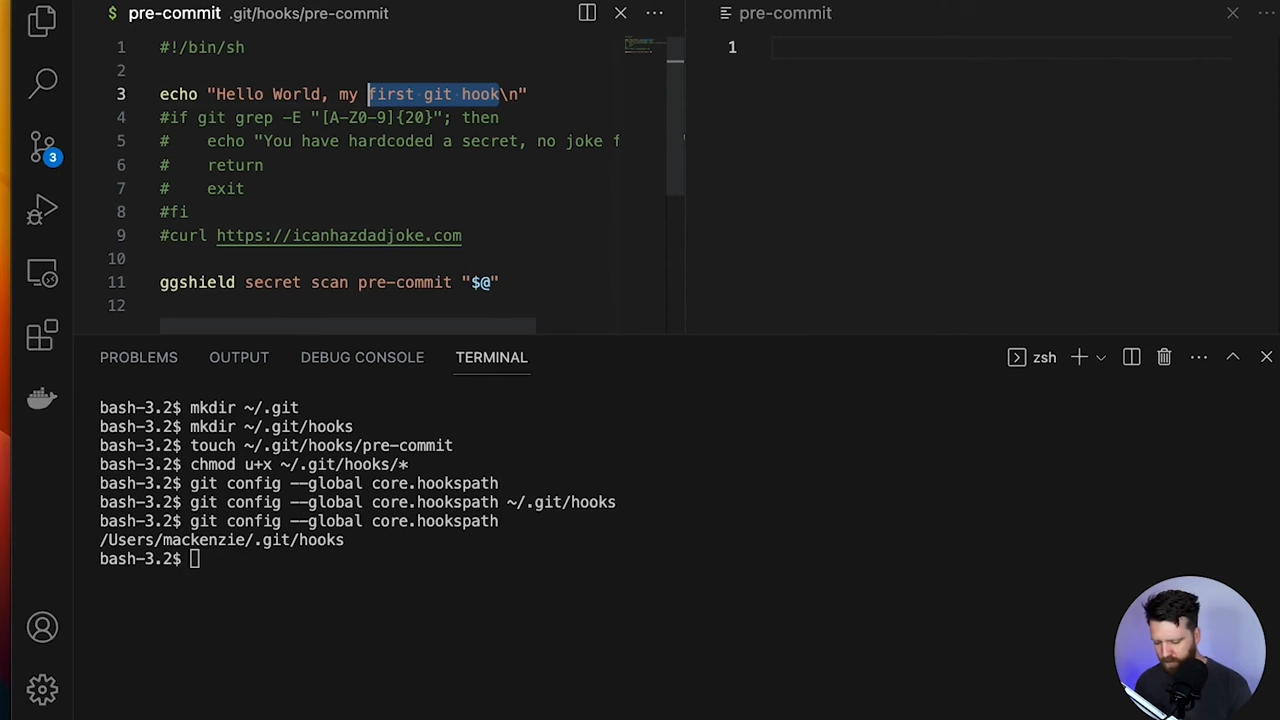 $ pre-commit .git/hooks/pre-commit
pre-commit
1 #!/bin/sh
2
3 echo "Hello World, my first git hook\n"
4 #if git grep -E "[A-Z0-9]{20}"; then
5 #    echo "You have hardcoded a secret, no joke f
6 #    return
7 #    exit
8 #fi
9 #curl https://icanhazdadjoke.com
10
11 ggshield secret scan pre-commit "$@"
12
1
3
PROBLEMS OUTPUT DEBUG CONSOLE TERMINAL
zsh
bash-3.2$ mkdir ~/.git
bash-3.2$ mkdir ~/.git/hooks
bash-3.2$ touch ~/.git/hooks/pre-commit
bash-3.2$ chmod u+x ~/.git/hooks/*
bash-3.2$ git config --global core.hookspath
bash-3.2$ git config --global core.hookspath ~/.git/hooks
bash-3.2$ git config --global core.hookspath
/Users/mackenzie/.git/hooks
bash-3.2$